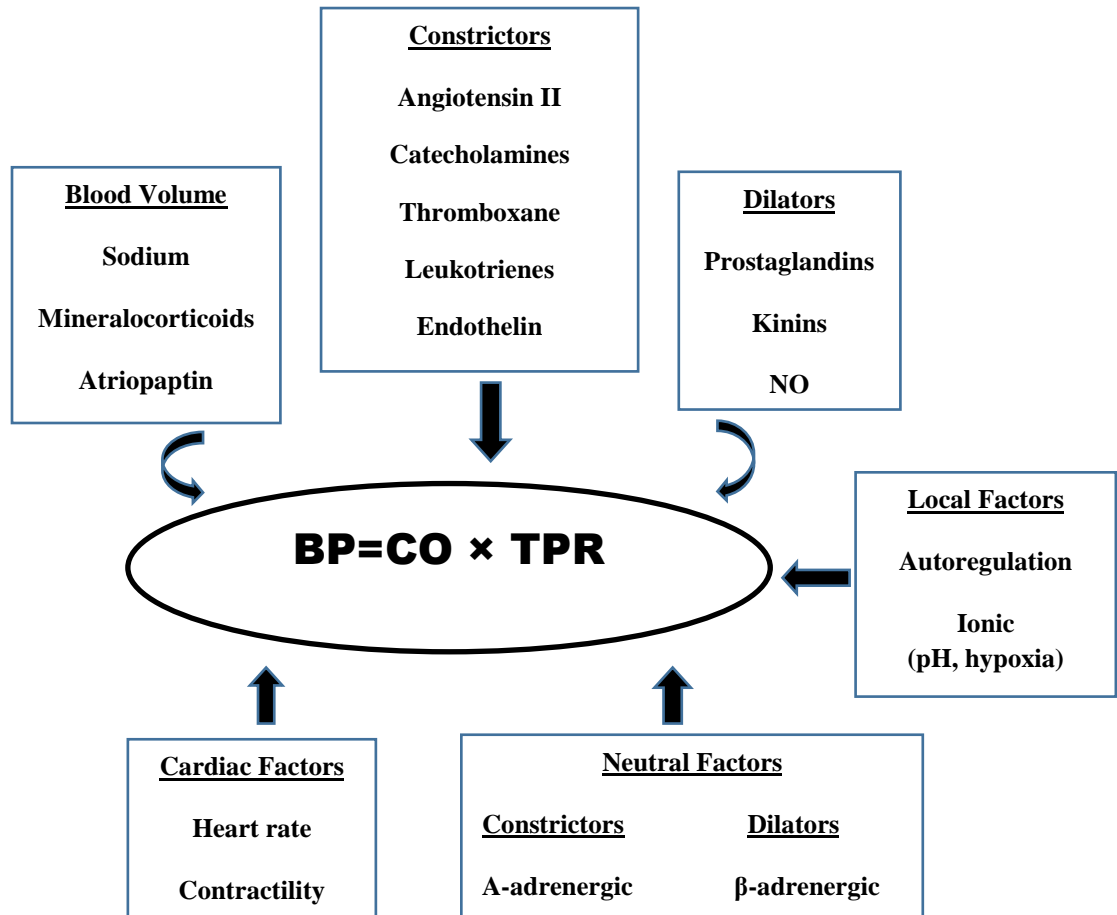 Constrictors
Angiotensin II
Catecholamines
Thromboxane
Leukotrienes
Endothelin
Blood Volume
Sodium
Mineralocorticoids
Atriopaptin
Dilators
Prostaglandins
Kinins
NO
BP=CO × TPR
Local Factors
Autoregulation
Ionic
(pH, hypoxia)
Cardiac Factors
Heart rate
Contractility
Neutral Factors
Constrictors Dilators
A-adrenergic β-adrenergic